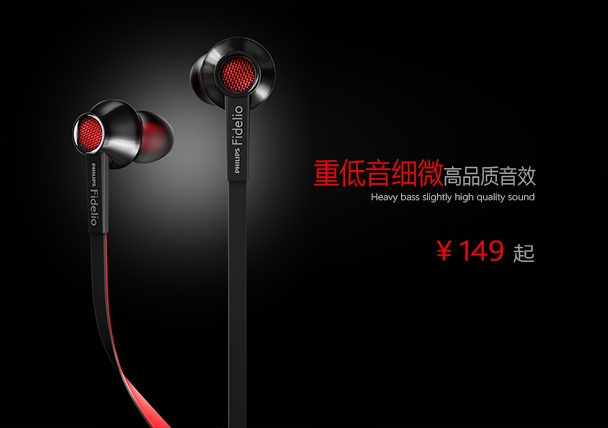 PHILIPS Fidelio
PHILIPS Fidelio
重低音细微高品质音效
Heavy bass slightly high quality sound
¥ 149 起